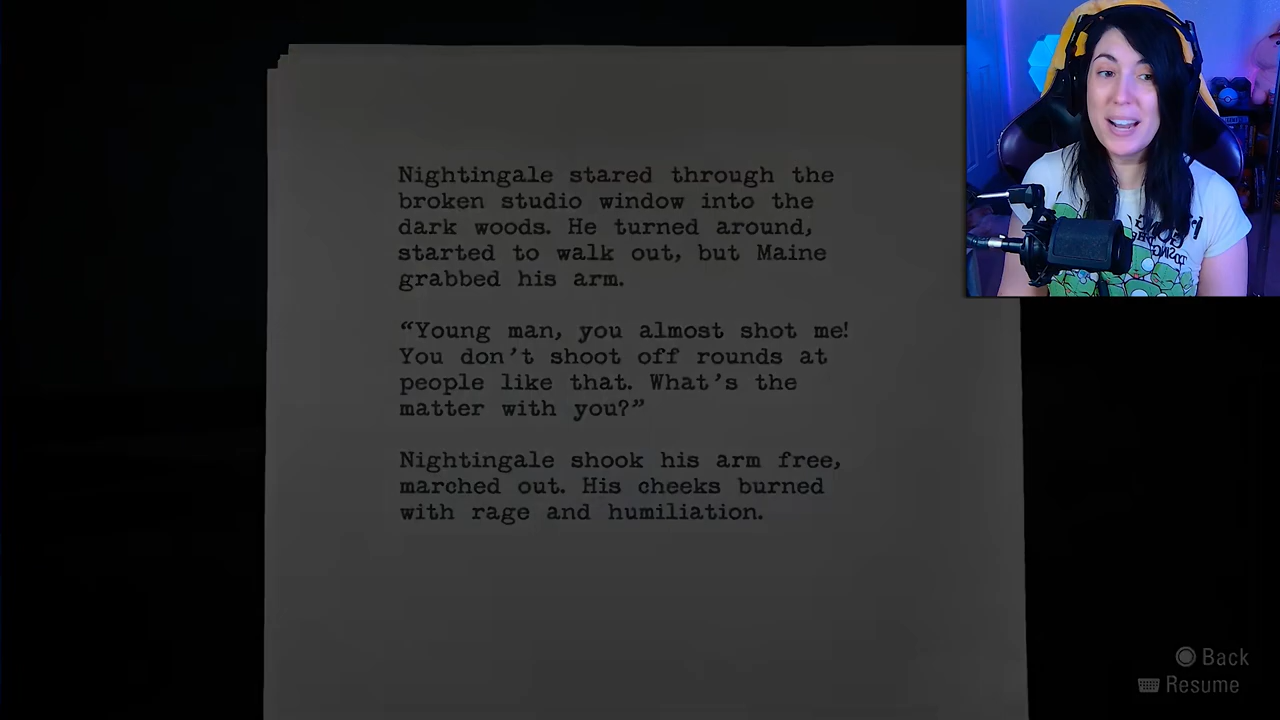 Nightingale stared through the
broken studio window into the
dark woods. He turned around,
started to walk out, but Maine
grabbed his arm.
“Young man, you almost shot me!
You don’t shoot off rounds at
people like that. What’s the
matter with you?”
Nightingale shook his arm free,
marched out. His cheeks burned
with rage and humiliation.
Back
Resume